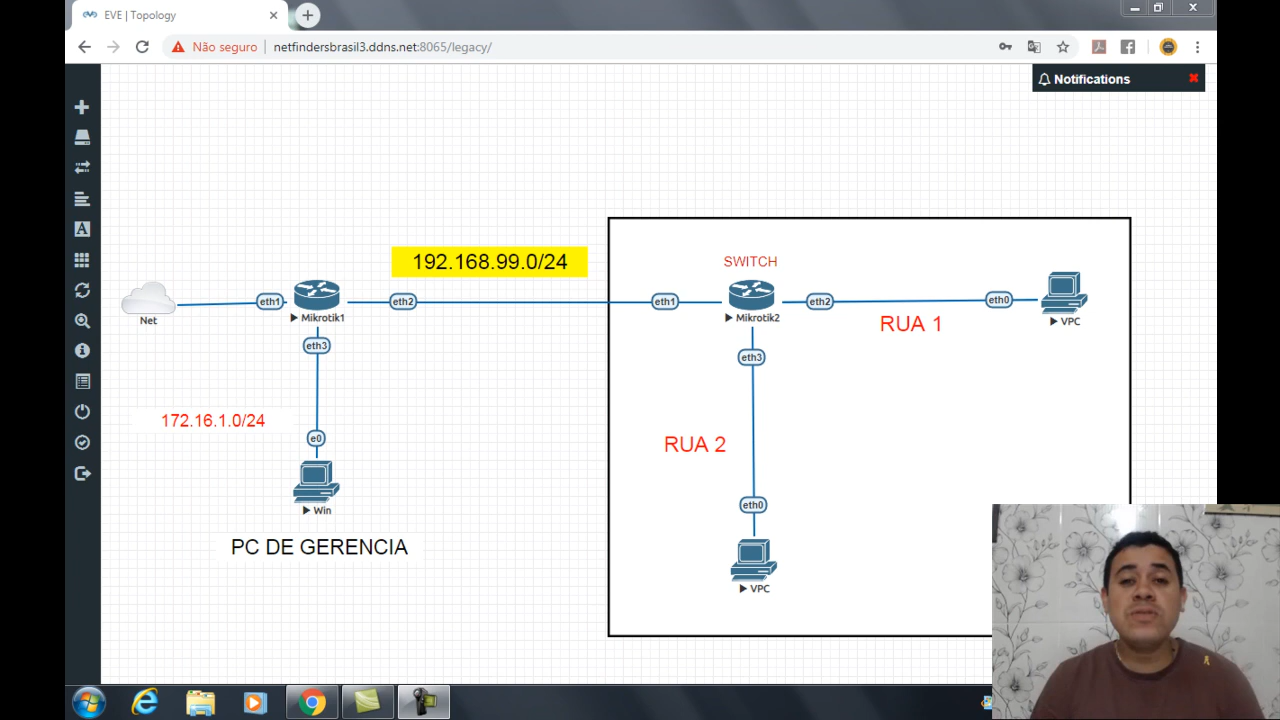 EVE | Topology
Não seguro
netfindersbrasil3.ddns.net:8065/legacy/
Notifications
192.168.99.0/24
SWITCH
eth1
eth2
eth1
eth2
eth0
Net
Mikrotik1
Mikrotik2
VPC
RUA 1
eth3
eth3
172.16.1.0/24
e0
RUA 2
Win
eth0
PC DE GERENCIA
VPC